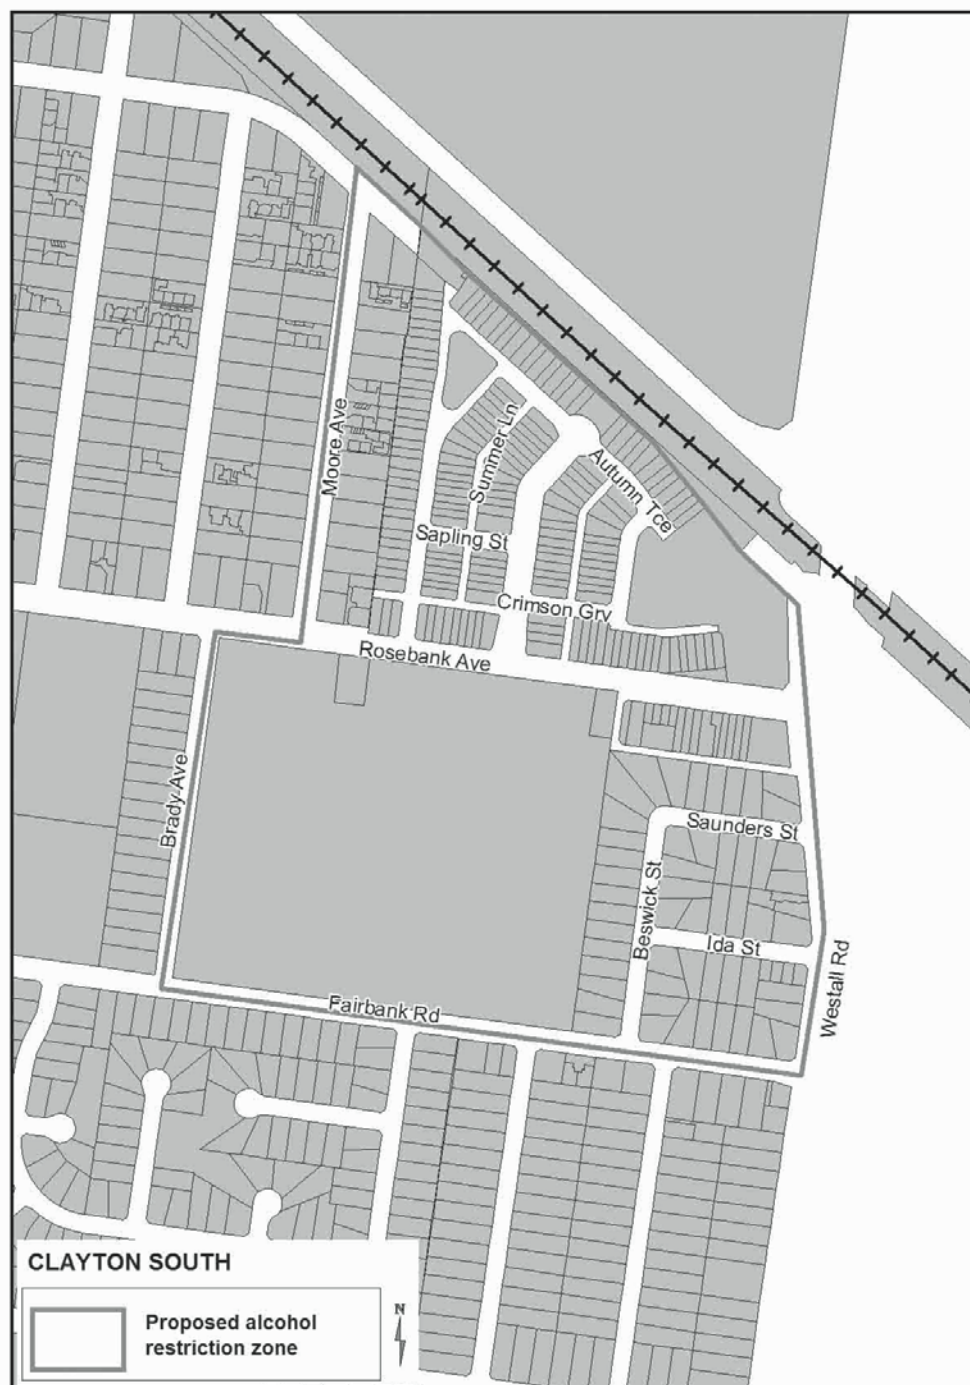 Moore Ave
Summer Ln
Autumn Tce
Sapling St
Crimson Grv
Rosebank Ave
Brady Ave
Saunders St
Beswick St
Ida St
Westall Rd
Fairbank Rd
CLAYTON SOUTH
Proposed alcohol
restriction zone
N